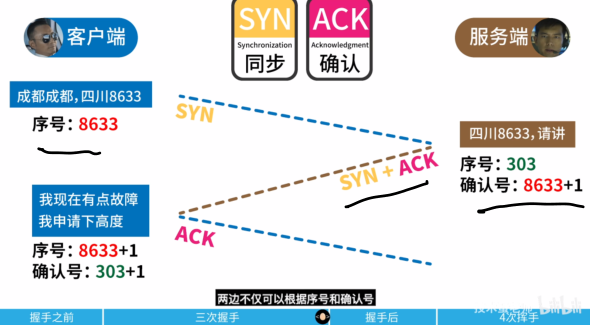 客户端
SYN
Synchronization
同步
ACK
Acknowledgment
确认
服务端
成都成都，四川8633
序号：8633
SYN
四川8633，请讲
序号：303
确认号：8633+1
SYN + ACK
我现在有点故障
我申请下高度
序号：8633+1
确认号：303+1
ACK
两边不仅可以根据序号和确认号
握手之前
三次握手
握手后
4次挥手
bilibili